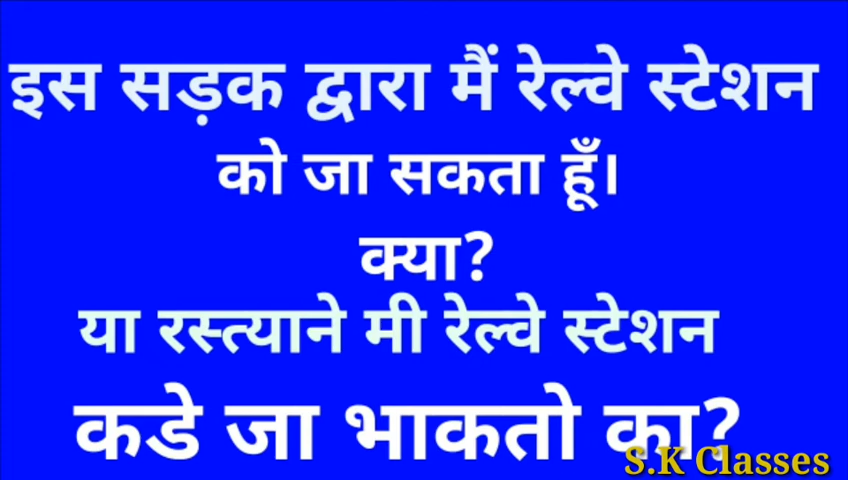 इस सड़क द्वारा मैं रेल्वे स्टेशन
को जा सकता हूँ।
क्या?
या रस्त्याने मी रेल्वे स्टेशन
कडे जा भाकतो का?
S.K Classes